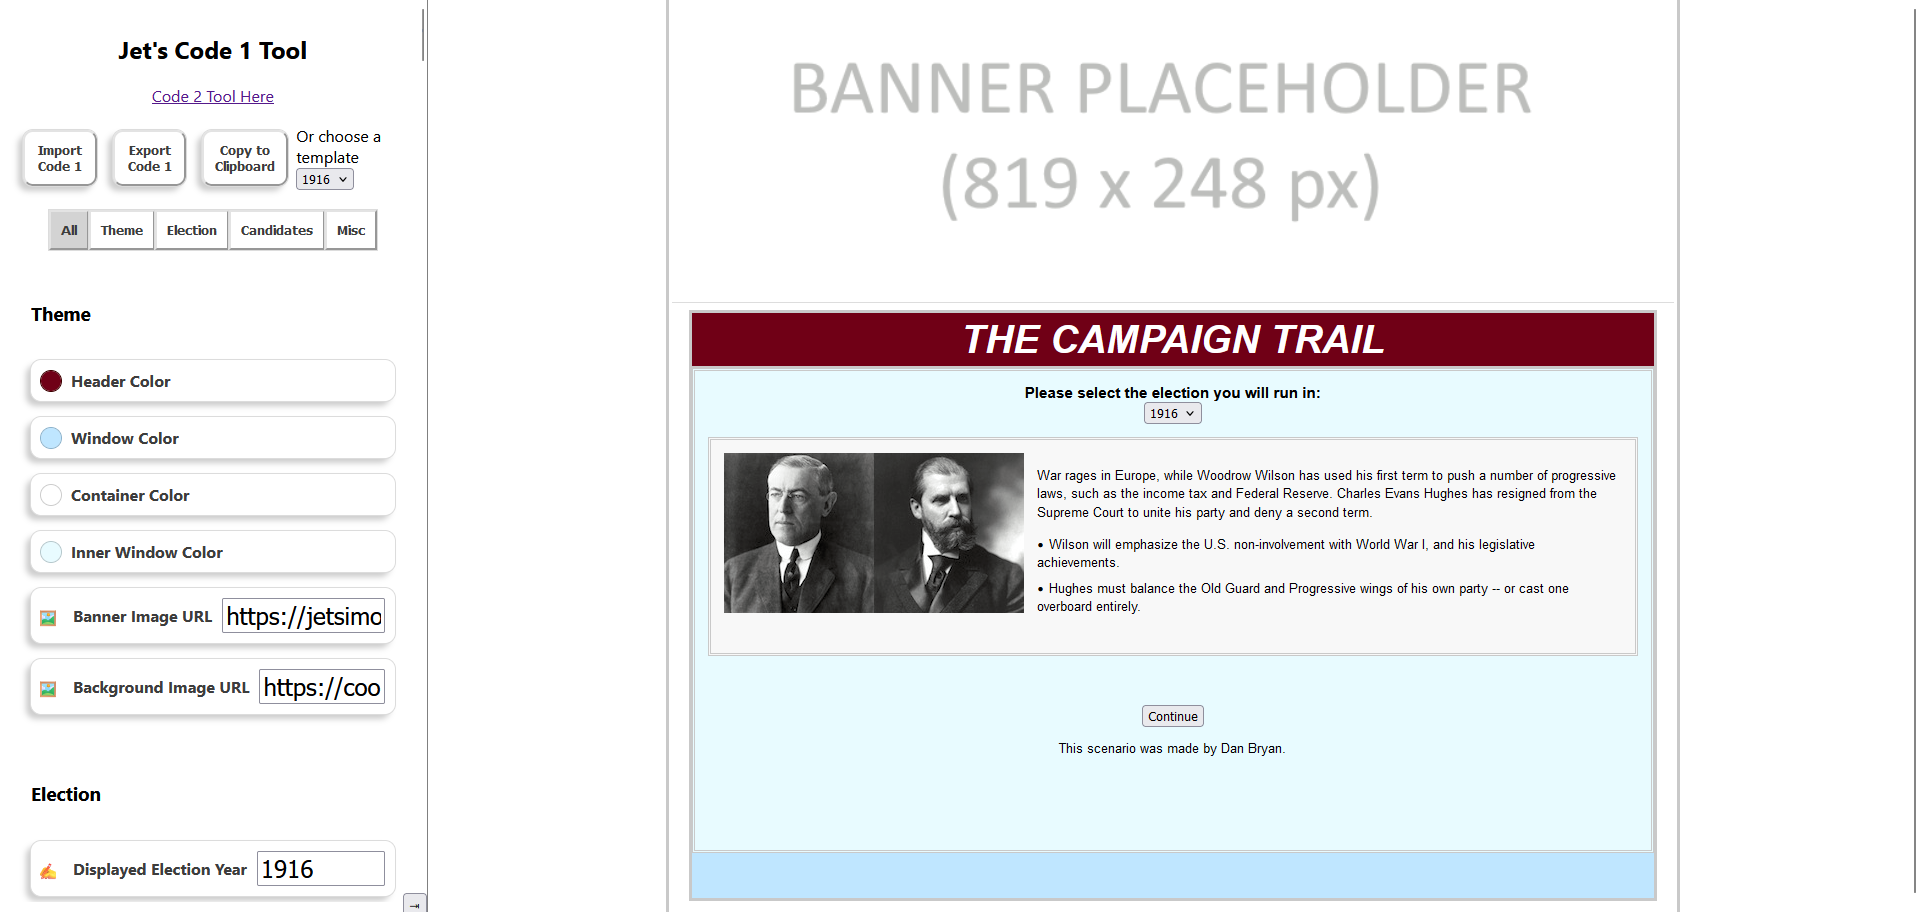 Jet's Code 1 Tool
Code 2 Tool Here
Import
Code 1
Export
Code 1
Copy to
Clipboard
Or choose a
template
1916
All
Theme
Election
Candidates
Misc
Theme
Header Color
Window Color
Container Color
Inner Window Color
Banner Image URL
https://jetsimo
Background Image URL
https://coo
Election
Displayed Election Year
1916
BANNER PLACEHOLDER
(819 x 248 px)
THE CAMPAIGN TRAIL
Please select the election you will run in:
1916
War rages in Europe, while Woodrow Wilson has used his first term to push a number of progressive
laws, such as the income tax and Federal Reserve. Charles Evans Hughes has resigned from the
Supreme Court to unite his party and deny a second term.
• Wilson will emphasize the U.S. non-involvement with World War I, and his legislative
achievements.
• Hughes must balance the Old Guard and Progressive wings of his own party -- or cast one
overboard entirely.
Continue
This scenario was made by Dan Bryan.